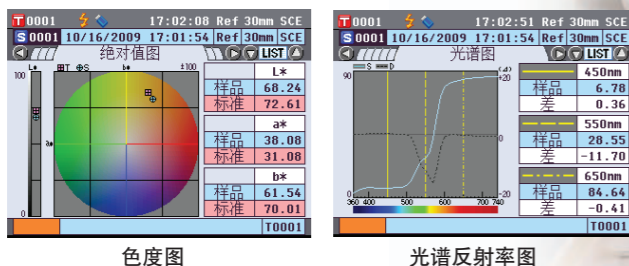 T0001 17:02:08 Ref 30mm SCE
S0001 10/16/2009 17:01:54 Ref 30mm SCE
绝对值图 LIST
L* T S b* ±100
100
a*
0
L*
样品 68.24
标准 72.61
a*
样品 38.08
标准 31.08
b*
样品 61.54
标准 70.01
T0001
色度图
T0001 17:02:51 Ref 30mm SCE
S0001 10/16/2009 17:01:54 Ref 30mm SCE
光谱图 LIST
S D (d)
90 +20
0
0 -20
360 400 500 600 700 740
450nm
样品 6.78
差 0.36
550nm
样品 28.55
差 -11.70
650nm
样品 84.64
差 -0.41
T0001
光谱反射率图